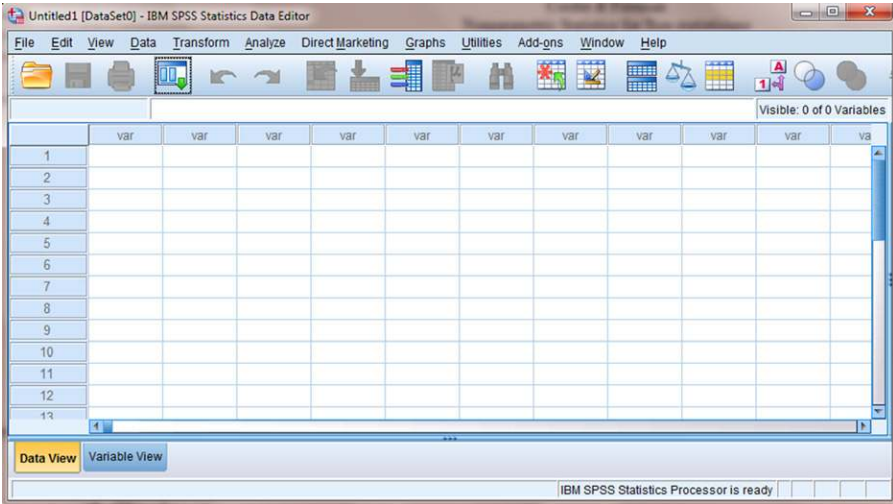 Untitled1 [DataSet0] - IBM SPSS Statistics Data Editor
File Edit View Data Transform Analyze Direct Marketing Graphs Utilities Add-ons Window Help
Visible: 0 of 0 Variables
var var var var var var var var var var va
1
2
3
4
5
6
7
8
9
10
11
12
13
Data View Variable View
IBM SPSS Statistics Processor is ready